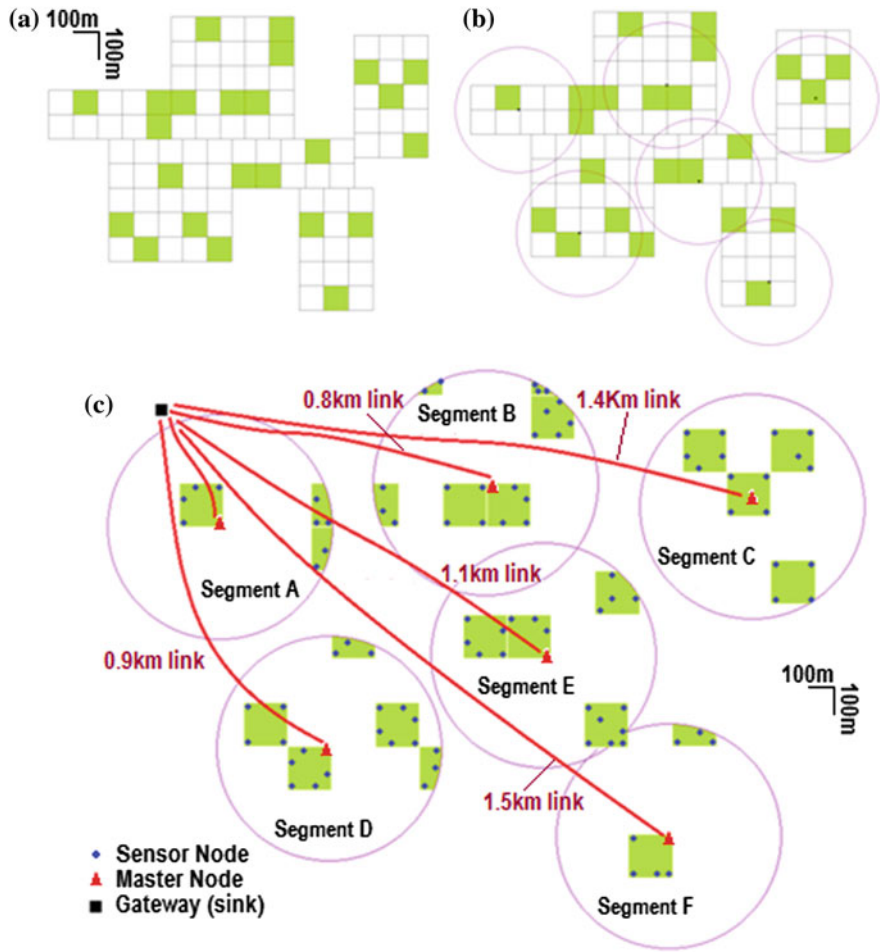 (a)
100m
100m
(b)
(c)
0.8km link
Segment B
1.4Km link
Segment A
Segment C
1.1km link
0.9km link
Segment E
100m
100m
1.5km link
Segment D
Sensor Node
Master Node
Gateway (sink)
Segment F